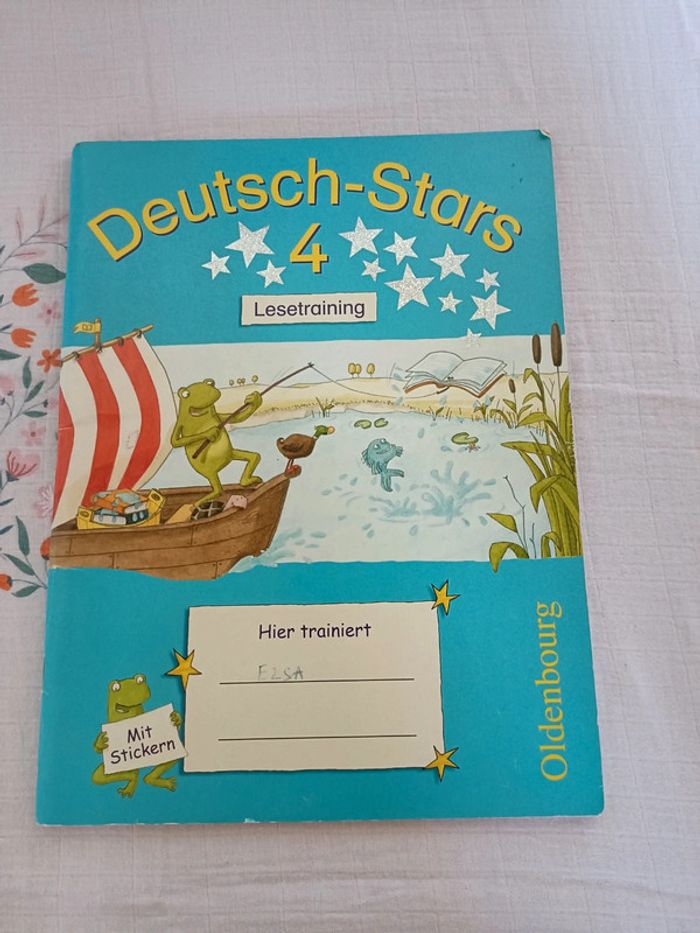 Deutsch-Stars
4
Lesetraining
Hier trainiert
ELSA
Mit
Stickern
Oldenbourg